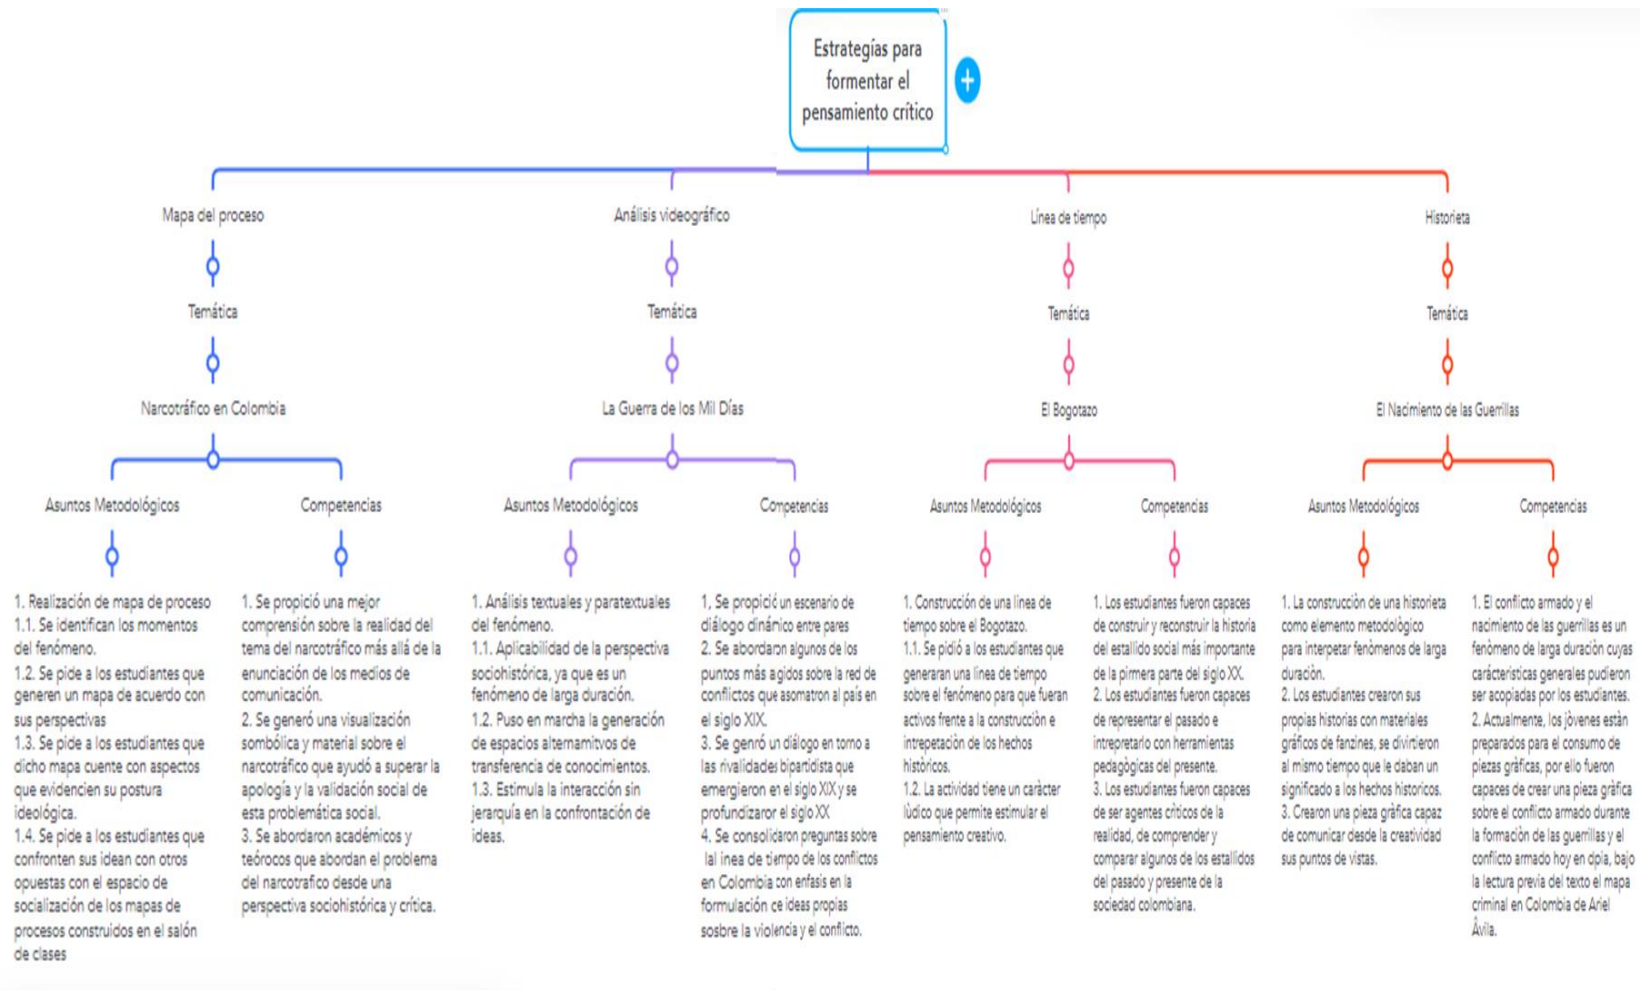 Estrategías para
formentar el
pensamiento crítico
+
Mapa del proceso
Temática
Narcotráfico en Colombia
Asuntos Metodológicos
1. Realización de mapa de proceso
1.1. Se identifican los momentos
del fenómeno.
1.2. Se pide a los estudiantes que
generen un mapa de acuerdo con
sus perspectivas
1.3. Se pide a los estudiantes que
dicho mapa cuente con aspectos
que evidencien su postura
ideológica.
1.4. Se pide a los estudiantes que
confronten sus idean con otros
opuestas con el espacio de
socialización de los mapas de
procesos construidos en el salón
de clases
Competencias
1. Se propició una mejor
comprensión sobre la realidad del
tema del narcotráfico más allá de la
enunciación de los medios de
comunicación.
2. Se generó una visualización
sombólica y material sobre el
narcotráfico que ayudó a superar la
apología y la validación social de
esta problemática social.
3. Se abordaron académicos y
teórocos que abordan el problema
del narcotrafico desde una
perspectiva sociohistórica y crítica.
Análisis videográfico
Temática
La Guerra de los Mil Días
Asuntos Metodológicos
1. Análisis textuales y paratextuales
del fenómeno.
1.1. Aplicabilidad de la perspectiva
sociohistórica, ya que es un
fenómeno de larga duración.
1.2. Puso en marcha la generación
de espacios alternamitvos de
transferencia de conocimientos.
1.3. Estimula la interacción sin
jerarquía en la confrontación de
ideas.
Competencias
1, Se propició un escenario de
diálogo dinámico entre pares
2. Se abordaron algunos de los
puntos más agidos sobre la red de
conflictos que asomatron al país en
el siglo XIX.
3. Se genró un diálogo en torno a
las rivalidades bipartidista que
emergieron en el siglo XIX y se
profundizaror el siglo XX
4. Se consolidaron preguntas sobre
lal inea de tiempo de los conflictos
en Colombia con enfasis en la
formulación ce ideas propias
sosbre la violencia y el conflicto.
Línea de tiempo
Temática
El Bogotazo
Asuntos Metodológicos
1. Construcción de una linea de
tiempo sobre el Bogotazo.
1.1. Se pidió a los estudiantes que
generaran una linea de tiempo
sobre el fenómeno para que fueran
activos frente a la construcción e
intrepetaciòn de los hechos
històricos.
1.2. La actividad tiene un caràcter
lùdico que permite estimular el
pensamiento creativo.
Competencias
1. Los estudiantes fueron capaces
de construir y reconstruir la historia
del estallido social más importante
de la pirmera parte del siglo XX.
2. Los estudiantes fueron capaces
de representar el pasado e
intrepretarlo con herramientas
pedagògicas del presente.
3. Los estudiantes fueron capaces
de ser agentes crìticos de la
realidad, de comprender y
comparar algunos de los estallidos
del pasado y presente de la
sociedad colombiana.
Historieta
Temática
El Nacimiento de las Guerrillas
Asuntos Metodológicos
1. La construcciòn de una historieta
como elemento metodològico
para interpetar fenòmenos de larga
duraciòn.
2. Los estudiantes crearon sus
propias historias con materiales
gráficos de fanzines, se divirtieron
al mismo tiempo que le daban un
significado a los hechos historicos.
3. Crearon una pieza gràfica capaz
de comunicar desde la creatividad
sus puntos de vistas.
Competencias
1. El conflicto armado y el
nacimiento de las guerrillas es un
fenòmeno de larga duraciòn cuyas
caràcterísticas generales pudieron
ser acopiadas por los estudiantes.
2. Actualmente, los jòvenes estàn
preparados para el consumo de
piezas gràficas, por ello fueron
capaces de crear una pieza gràfica
sobre el conflicto armado durante
la formaciòn de las guerrillas y el
conflicto armado hoy en dpia, bajo
la lectura previa del texto el mapa
criminal en Colombia de Ariel
Àvila.